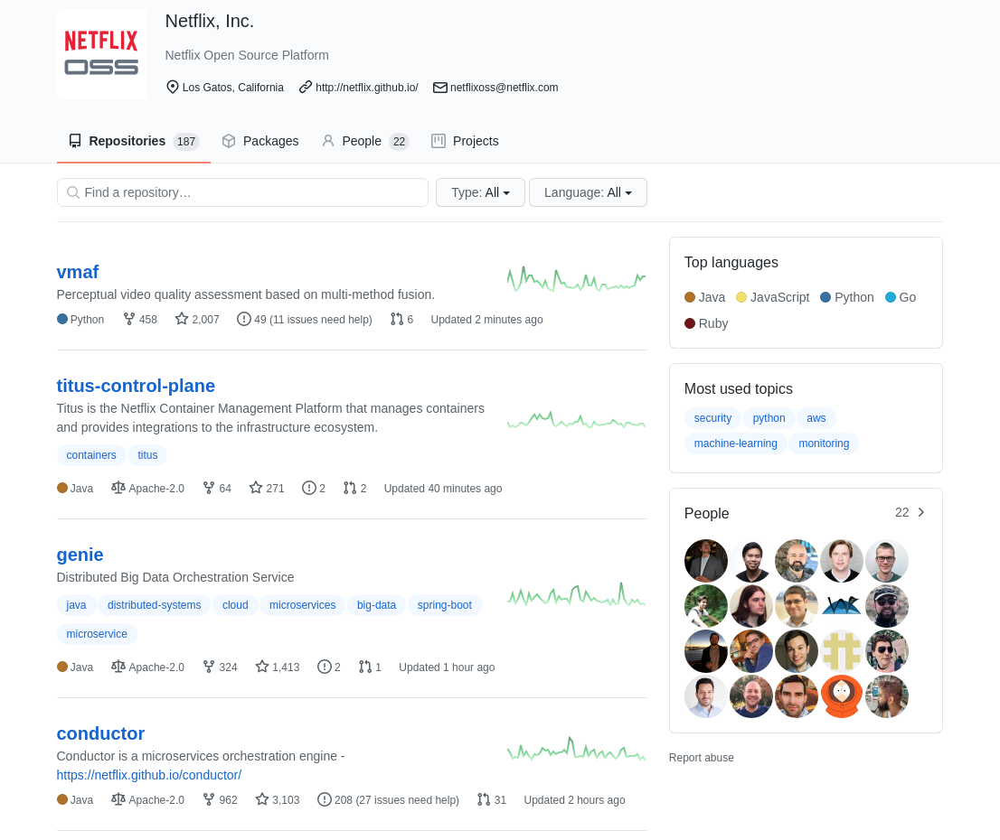 NETFLIX
OSS
Netflix, Inc.
Netflix Open Source Platform
Los Gatos, California http://netflix.github.io/ netflixoss@netflix.com
Repositories 187 Packages People 22 Projects
Find a repository… Type: All Language: All
vmaf
Perceptual video quality assessment based on multi-method fusion.
Python 458 2,007 49 (11 issues need help) 6 Updated 2 minutes ago
titus-control-plane
Titus is the Netflix Container Management Platform that manages containers
and provides integrations to the infrastructure ecosystem.
containers titus
Java Apache-2.0 64 271 2 2 Updated 40 minutes ago
genie
Distributed Big Data Orchestration Service
java distributed-systems cloud microservices big-data spring-boot
microservice
Java Apache-2.0 324 1,413 2 1 Updated 1 hour ago
conductor
Conductor is a microservices orchestration engine -
https://netflix.github.io/conductor/
Java Apache-2.0 962 3,103 208 (27 issues need help) 31 Updated 2 hours ago
Top languages
Java JavaScript Python Go
Ruby
Most used topics
security python aws
machine-learning monitoring
People 22
Report abuse